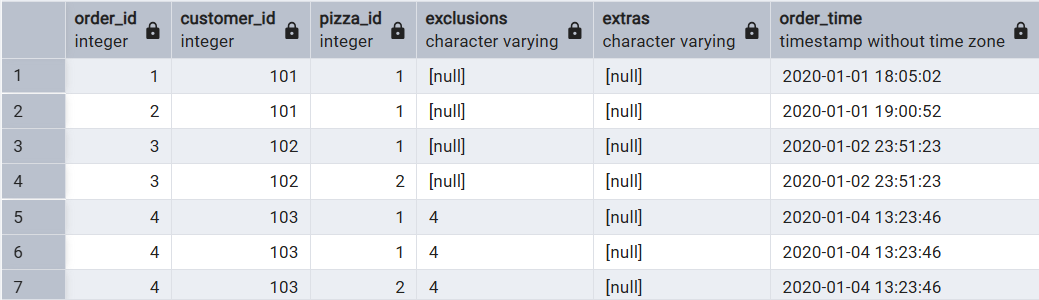 order_id customer_id pizza_id exclusions extras order_time
integer integer integer character varying character varying timestamp without time zone
1 1 101 1 [null] [null] 2020-01-01 18:05:02
2 2 101 1 [null] [null] 2020-01-01 19:00:52
3 3 102 1 [null] [null] 2020-01-02 23:51:23
4 3 102 2 [null] [null] 2020-01-02 23:51:23
5 4 103 1 4 [null] 2020-01-04 13:23:46
6 4 103 1 4 [null] 2020-01-04 13:23:46
7 4 103 2 4 [null] 2020-01-04 13:23:46